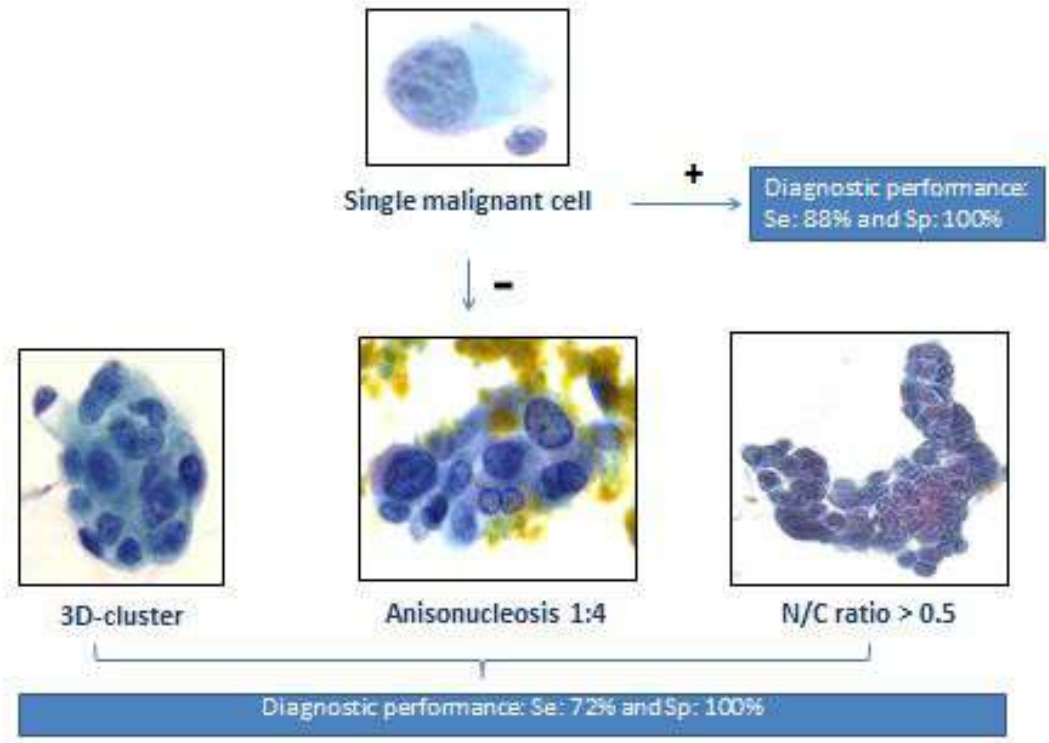 Single malignant cell
+
Diagnostic performance:
Se: 88% and Sp: 100%
-
3D-cluster
Anisonucleosis 1:4
N/C ratio > 0.5
Diagnostic performance: Se: 72% and Sp: 100%